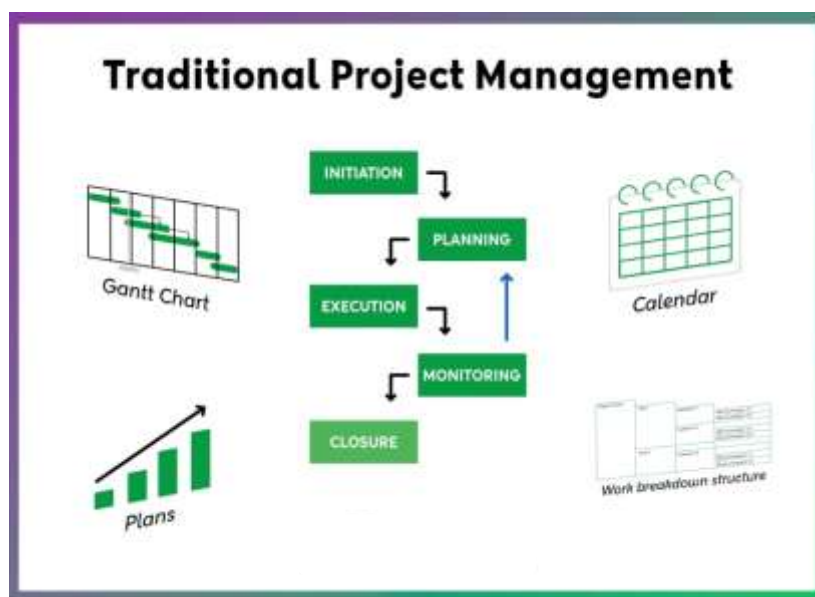 Traditional Project Management
INITIATION
PLANNING
EXECUTION
MONITORING
CLOSURE
Gantt Chart
Calendar
Plans
Work breakdown structure